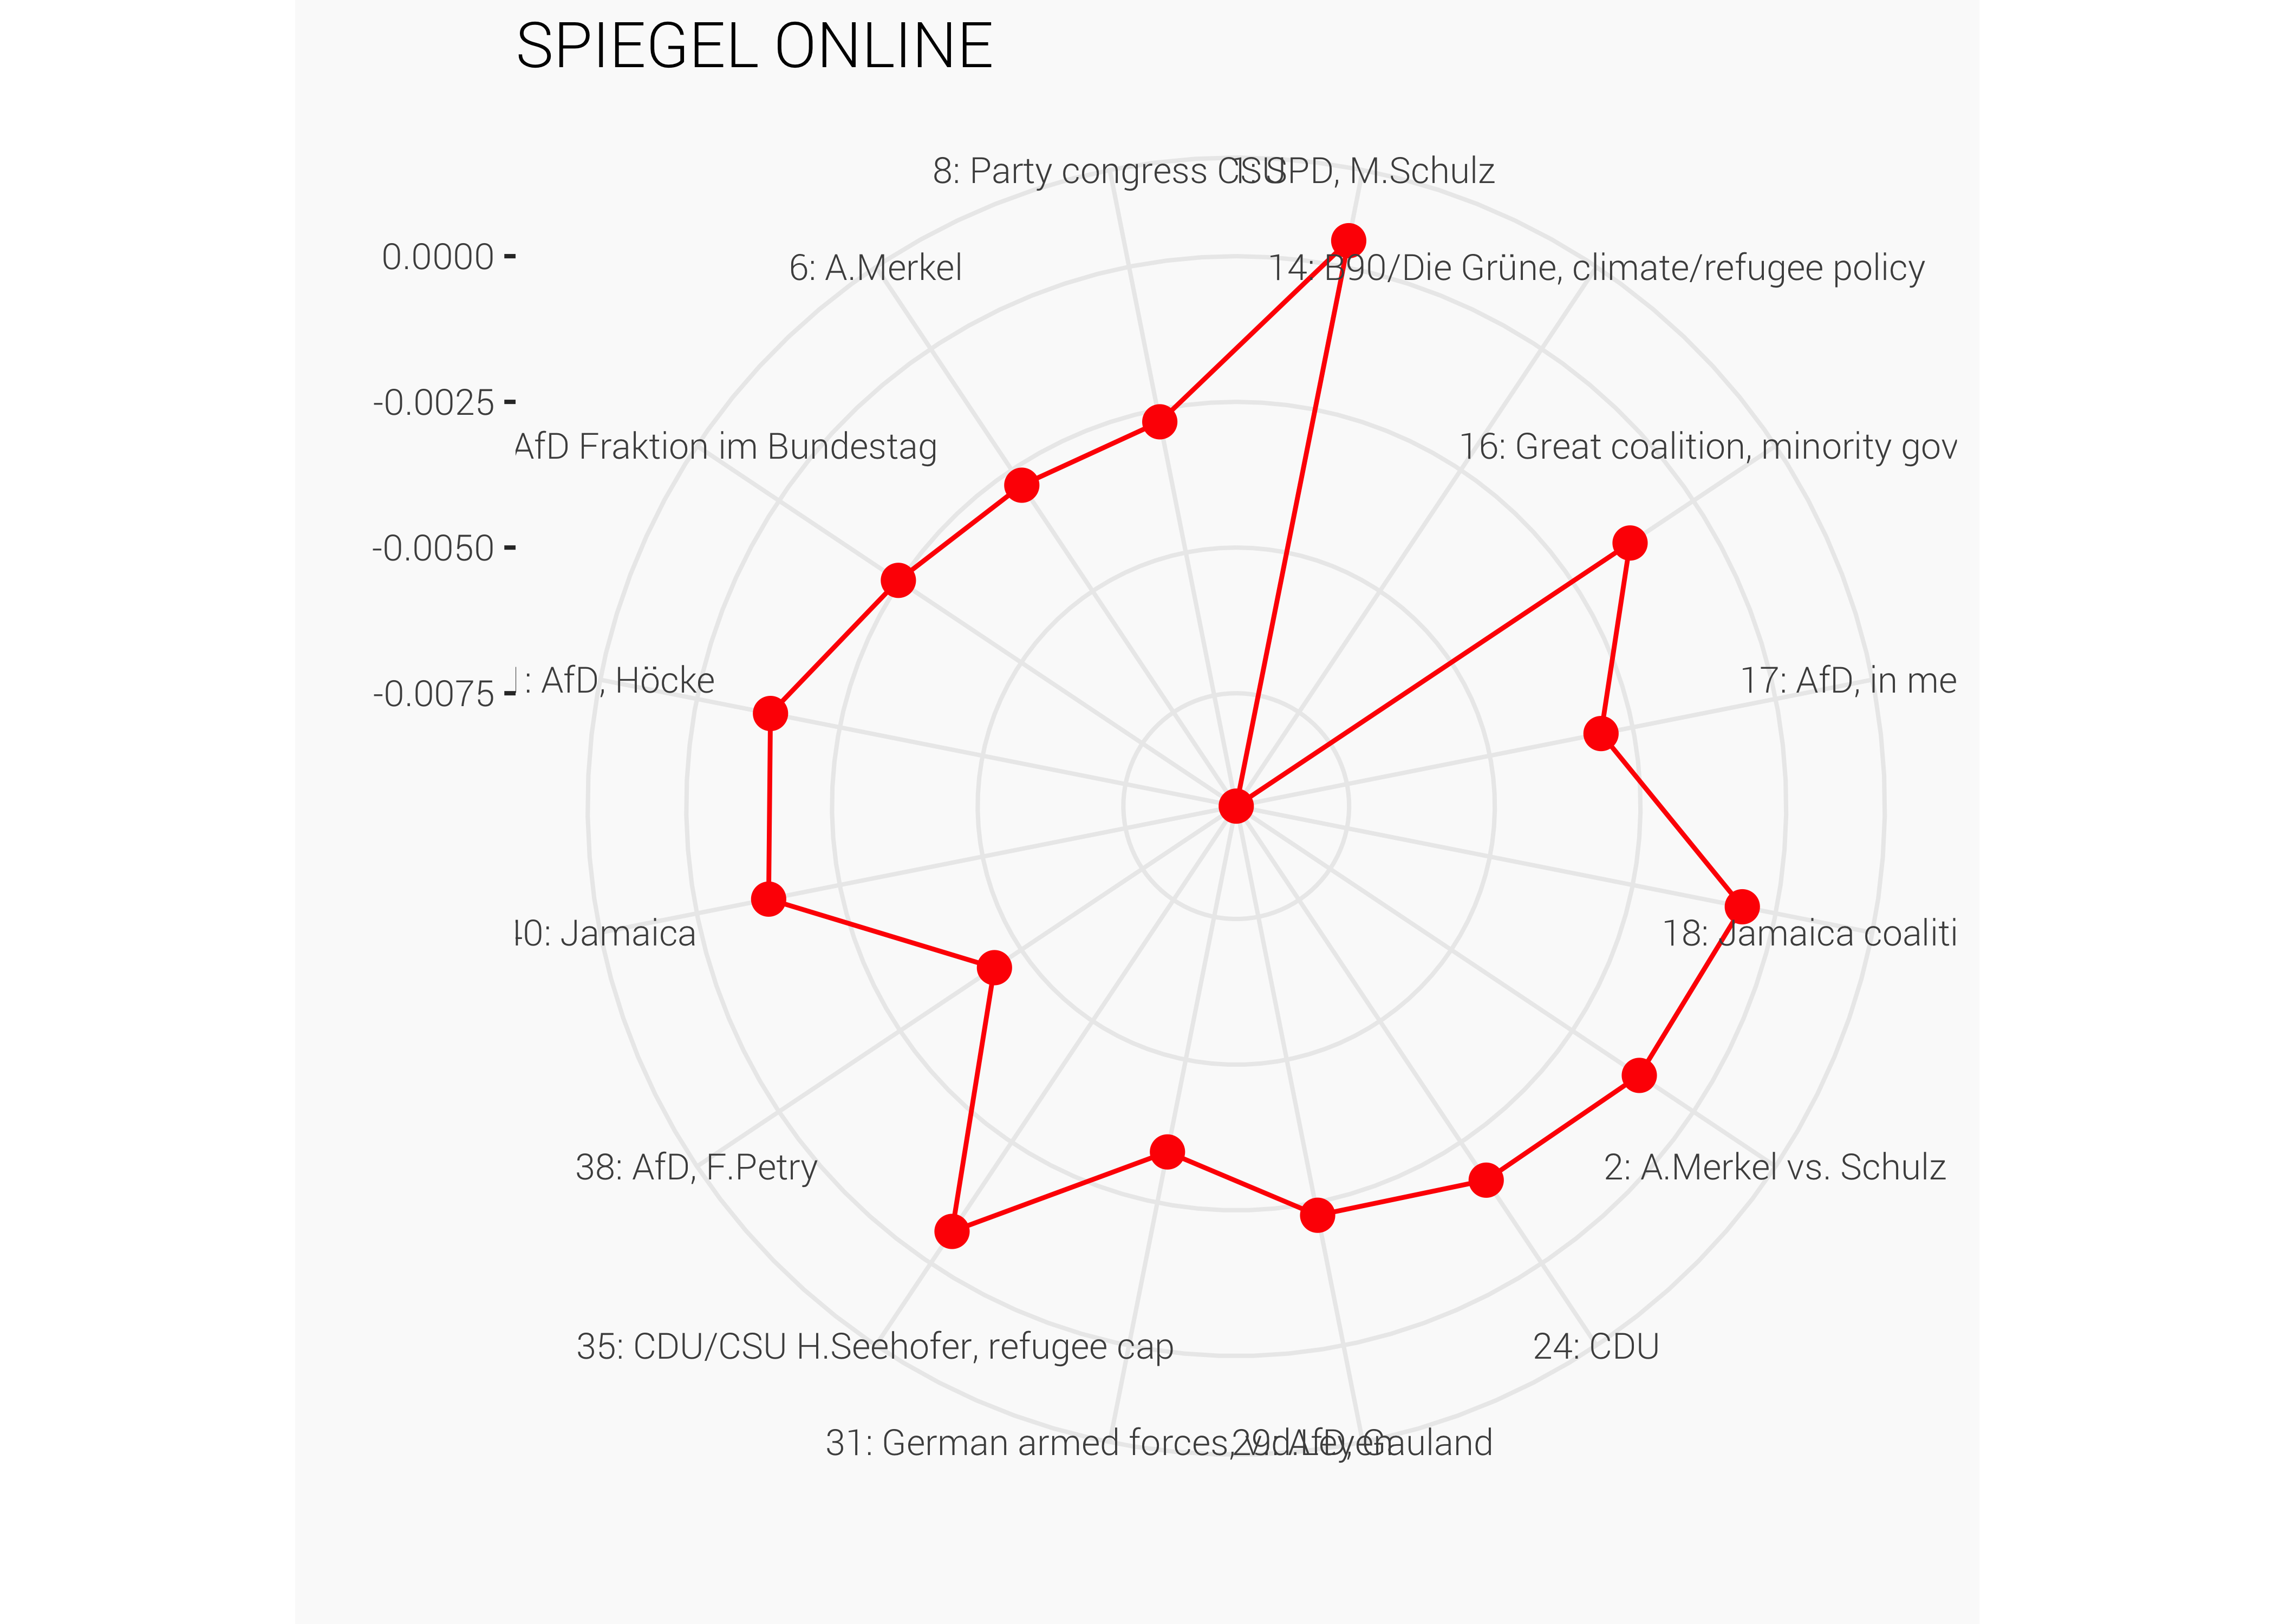 SPIEGEL ONLINE
8: Party congress CSU
1: SPD, M.Schulz
0.0000
6: A.Merkel
14: B90/Die Grüne, climate/refugee policy
-0.0025
AfD Fraktion im Bundestag
16: Great coalition, minority gov
-0.0050
1: AfD, Höcke
17: AfD, in me
-0.0075
40: Jamaica
18: Jamaica coaliti
38: AfD, F.Petry
2: A.Merkel vs. Schulz
35: CDU/CSU H.Seehofer, refugee cap
24: CDU
31: German armed forces, v.d.Leyen
29: AfD, Gauland